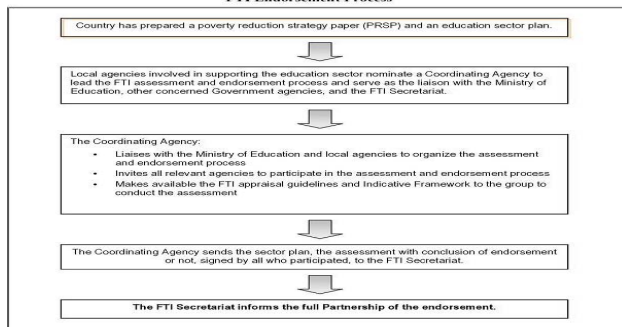 FTI Endorsement Process
Country has prepared a poverty reduction strategy paper (PRSP) and an education sector plan.
Local agencies involved in supporting the education sector nominate a Coordinating Agency to
lead the FTI assessment and endorsement process and serve as the liaison with the Ministry of
Education, other concerned Government agencies, and the FTI Secretariat.
The Coordinating Agency:
• Liaises with the Ministry of Education and local agencies to organize the assessment
and endorsement process
• Invites all relevant agencies to participate in the assessment and endorsement process
• Makes available the FTI appraisal guidelines and Indicative Framework to the group to
conduct the assessment
The Coordinating Agency sends the sector plan, the assessment with conclusion of endorsement
or not, signed by all who participated, to the FTI Secretariat.
The FTI Secretariat informs the full Partnership of the endorsement.